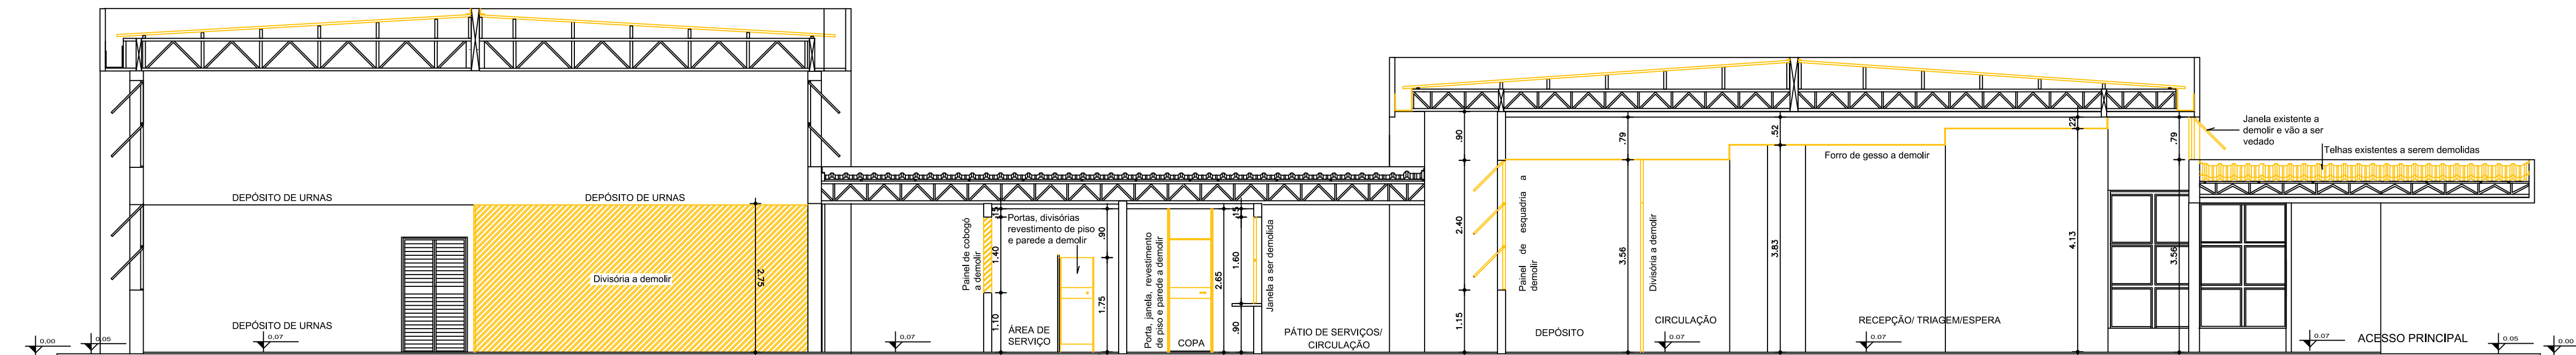 DEPÓSITO DE URNAS
DEPÓSITO DE URNAS
Divisória a demolir
2.75
DEPÓSITO DE URNAS
0.00
0.05
0.07
0.07
Painel de cobogó
a demolir
.15
1.40
1.10
Portas, divisórias
revestimento de piso
e parede a demolir
ÁREA DE
SERVIÇO
.90
1.75
Porta, janela, revestimento
de piso e parede a demolir
COPA
2.65
.15
1.60
.90
Janela a ser demolida
PÁTIO DE SERVIÇOS/
CIRCULAÇÃO
.90
2.40
1.15
Painel de esquadria a
demolir
DEPÓSITO
.79
3.56
Divisória a demolir
CIRCULAÇÃO
0.07
.52
3.83
Forro de gesso a demolir
RECEPÇÃO/ TRIAGEM/ESPERA
0.07
.22
4.13
.79
3.56
Janela existente a
demolir e vão a ser
vedado
Telhas existentes a serem demolidas
0.07
ACESSO PRINCIPAL
0.05
0.00